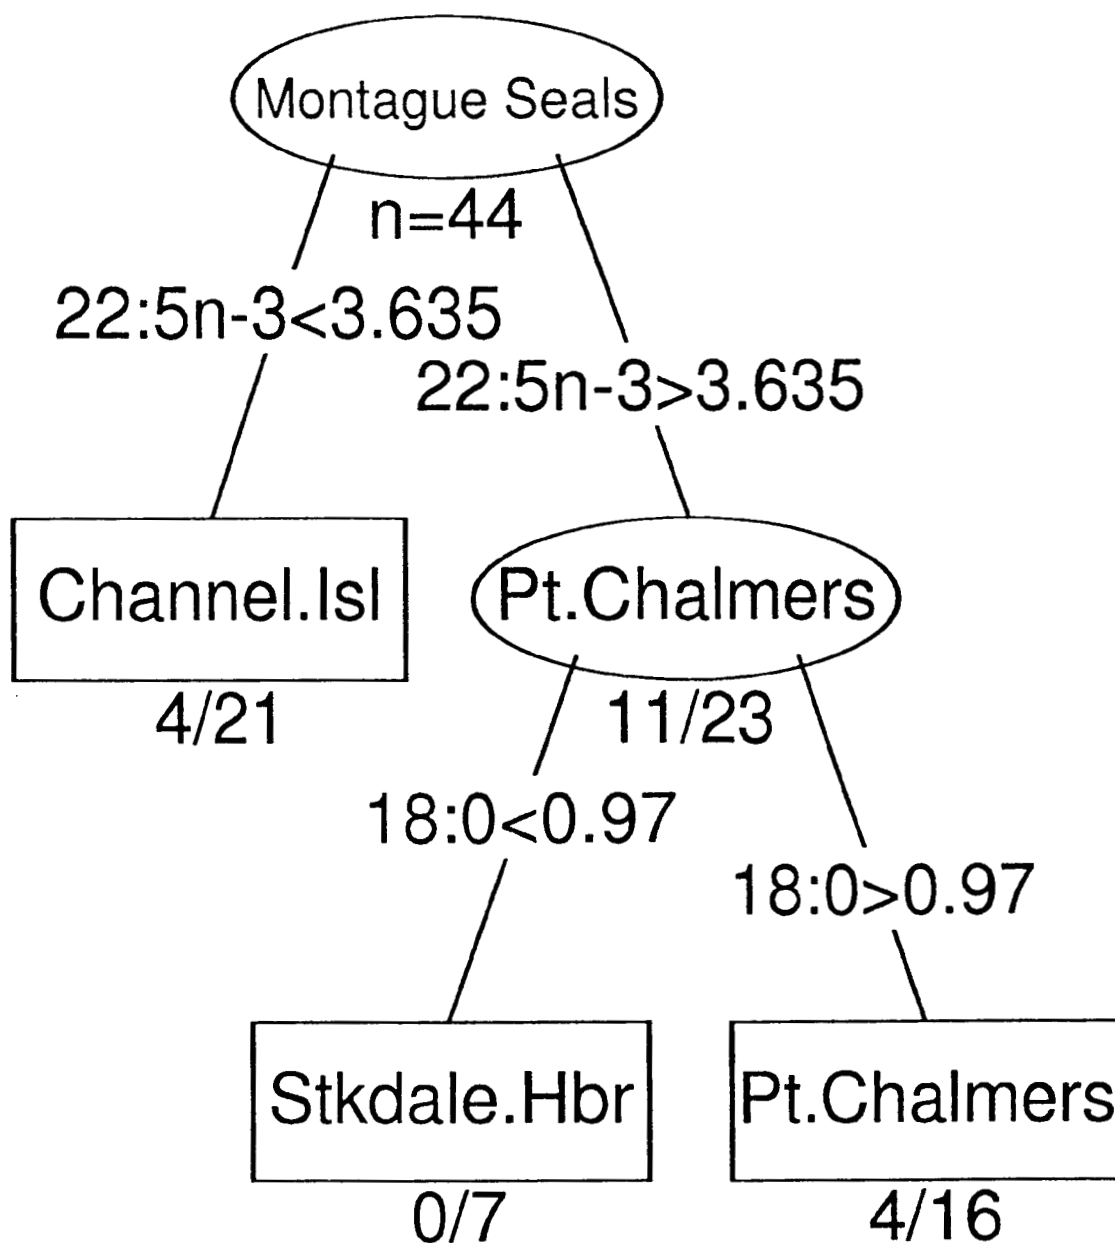 Montague Seals
n=44
22:5n-3<3.635
22:5n-3>3.635
Channel.Isl
4/21
Pt.Chalmers
11/23
18:0<0.97
18:0>0.97
Stkdale.Hbr
0/7
Pt.Chalmers
4/16